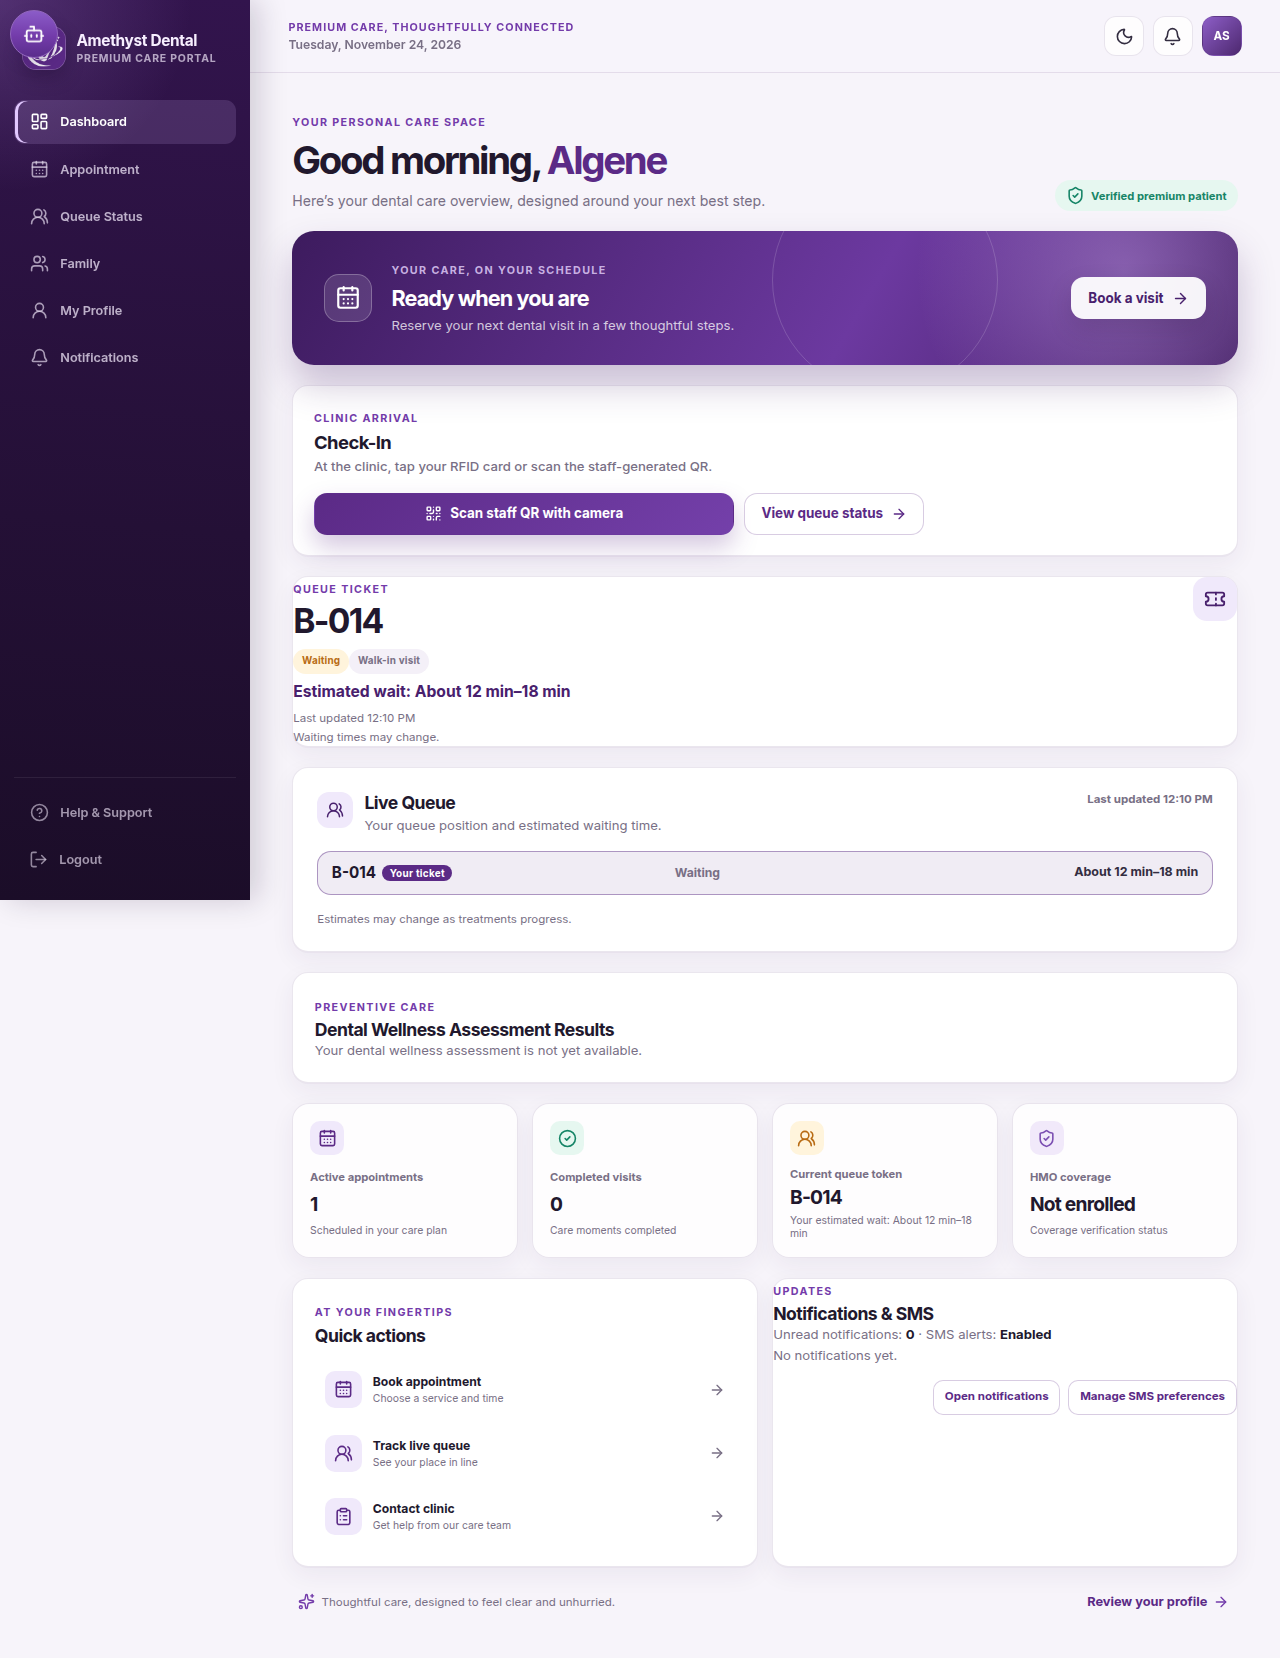 Amethyst Dental
PREMIUM CARE PORTAL
Dashboard
Appointment
Queue Status
Family
My Profile
Notifications
Help & Support
Logout
PREMIUM CARE, THOUGHTFULLY CONNECTED
Tuesday, November 24, 2026
AS
YOUR PERSONAL CARE SPACE
Good morning, Algene
Here's your dental care overview, designed around your next best step.
Verified premium patient
YOUR CARE, ON YOUR SCHEDULE
Ready when you are
Reserve your next dental visit in a few thoughtful steps.
Book a visit
CLINIC ARRIVAL
Check-In
At the clinic, tap your RFID card or scan the staff-generated QR.
Scan staff QR with camera
View queue status
QUEUE TICKET
B-014
Waiting
Walk-in visit
Estimated wait: About 12 min–18 min
Last updated 12:10 PM
Waiting times may change.
Live Queue
Your queue position and estimated waiting time.
Last updated 12:10 PM
B-014 Your ticket
Waiting
About 12 min–18 min
Estimates may change as treatments progress.
PREVENTIVE CARE
Dental Wellness Assessment Results
Your dental wellness assessment is not yet available.
Active appointments
1
Scheduled in your care plan
Completed visits
0
Care moments completed
Current queue token
B-014
Your estimated wait: About 12 min–18
min
HMO coverage
Not enrolled
Coverage verification status
AT YOUR FINGERTIPS
Quick actions
Book appointment
Choose a service and time
Track live queue
See your place in line
Contact clinic
Get help from our care team
UPDATES
Notifications & SMS
Unread notifications: 0 · SMS alerts: Enabled
No notifications yet.
Open notifications
Manage SMS preferences
Thoughtful care, designed to feel clear and unhurried.
Review your profile